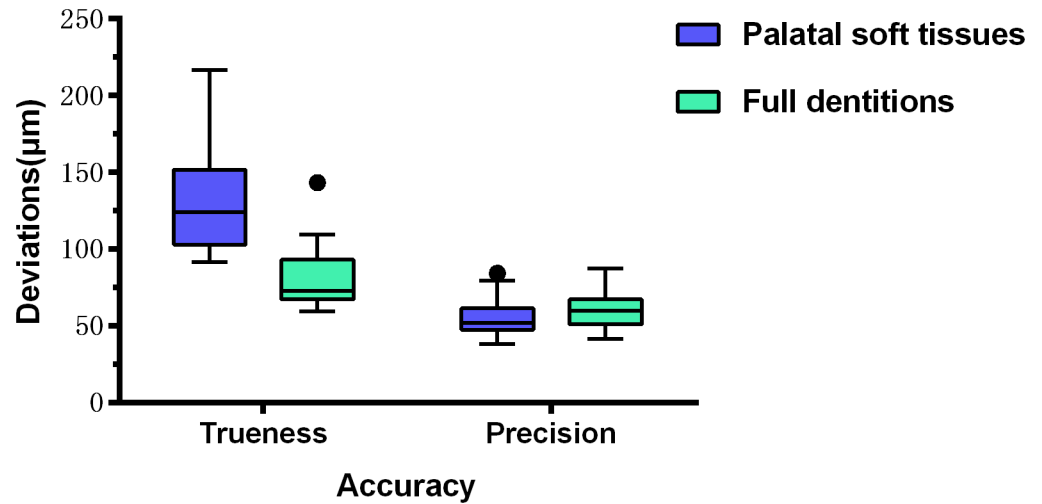 Deviations(μm)
250
200
150
100
50
0
Trueness
Precision
Accuracy
Palatal soft tissues
Full dentitions